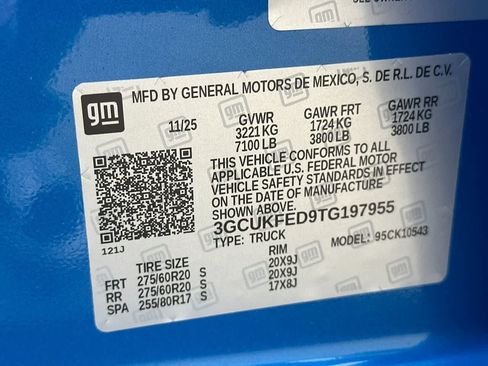 gm
MFD BY GENERAL MOTORS DE MEXICO, S. DE R.L. DE C.V.
11/25 GVWR GAWR FRT GAWR RR
3221 KG 1724 KG 1724 KG
7100 LB 3800 LB 3800 LB
THIS VEHICLE CONFORMS TO ALL
APPLICABLE U.S. FEDERAL MOTOR
VEHICLE SAFETY STANDARDS IN EFFECT
ON THE DATE OF MANUFACTURE
SHOWN ABOVE.
3GCUKFED9TG197955
TYPE: TRUCK MODEL: 95CK10543
121J
TIRE SIZE RIM
FRT 275/60R20 S 20X9J
RR 275/60R20 S 20X9J
SPA 255/80R17 S 17X8J